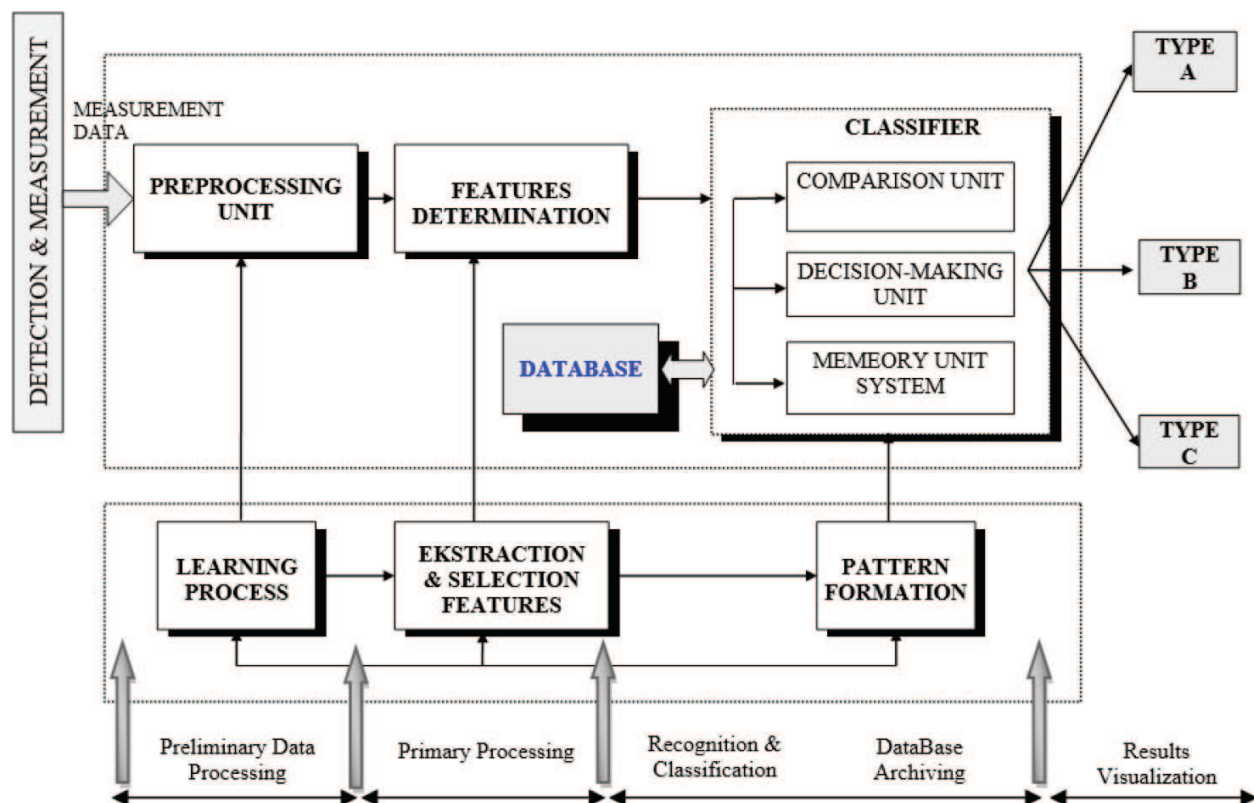 DETECTION & MEASUREMENT
MEASUREMENT
DATA
PREPROCESSING
UNIT
FEATURES
DETERMINATION
CLASSIFIER
COMPARISON UNIT
DECISION-MAKING
UNIT
MEMEORY UNIT
SYSTEM
DATABASE
TYPE
A
TYPE
B
TYPE
C
LEARNING
PROCESS
EKSTRACTION
& SELECTION
FEATURES
PATTERN
FORMATION
Preliminary Data
Processing
Primary Processing
Recognition &
Classification
DataBase
Archiving
Results
Visualization